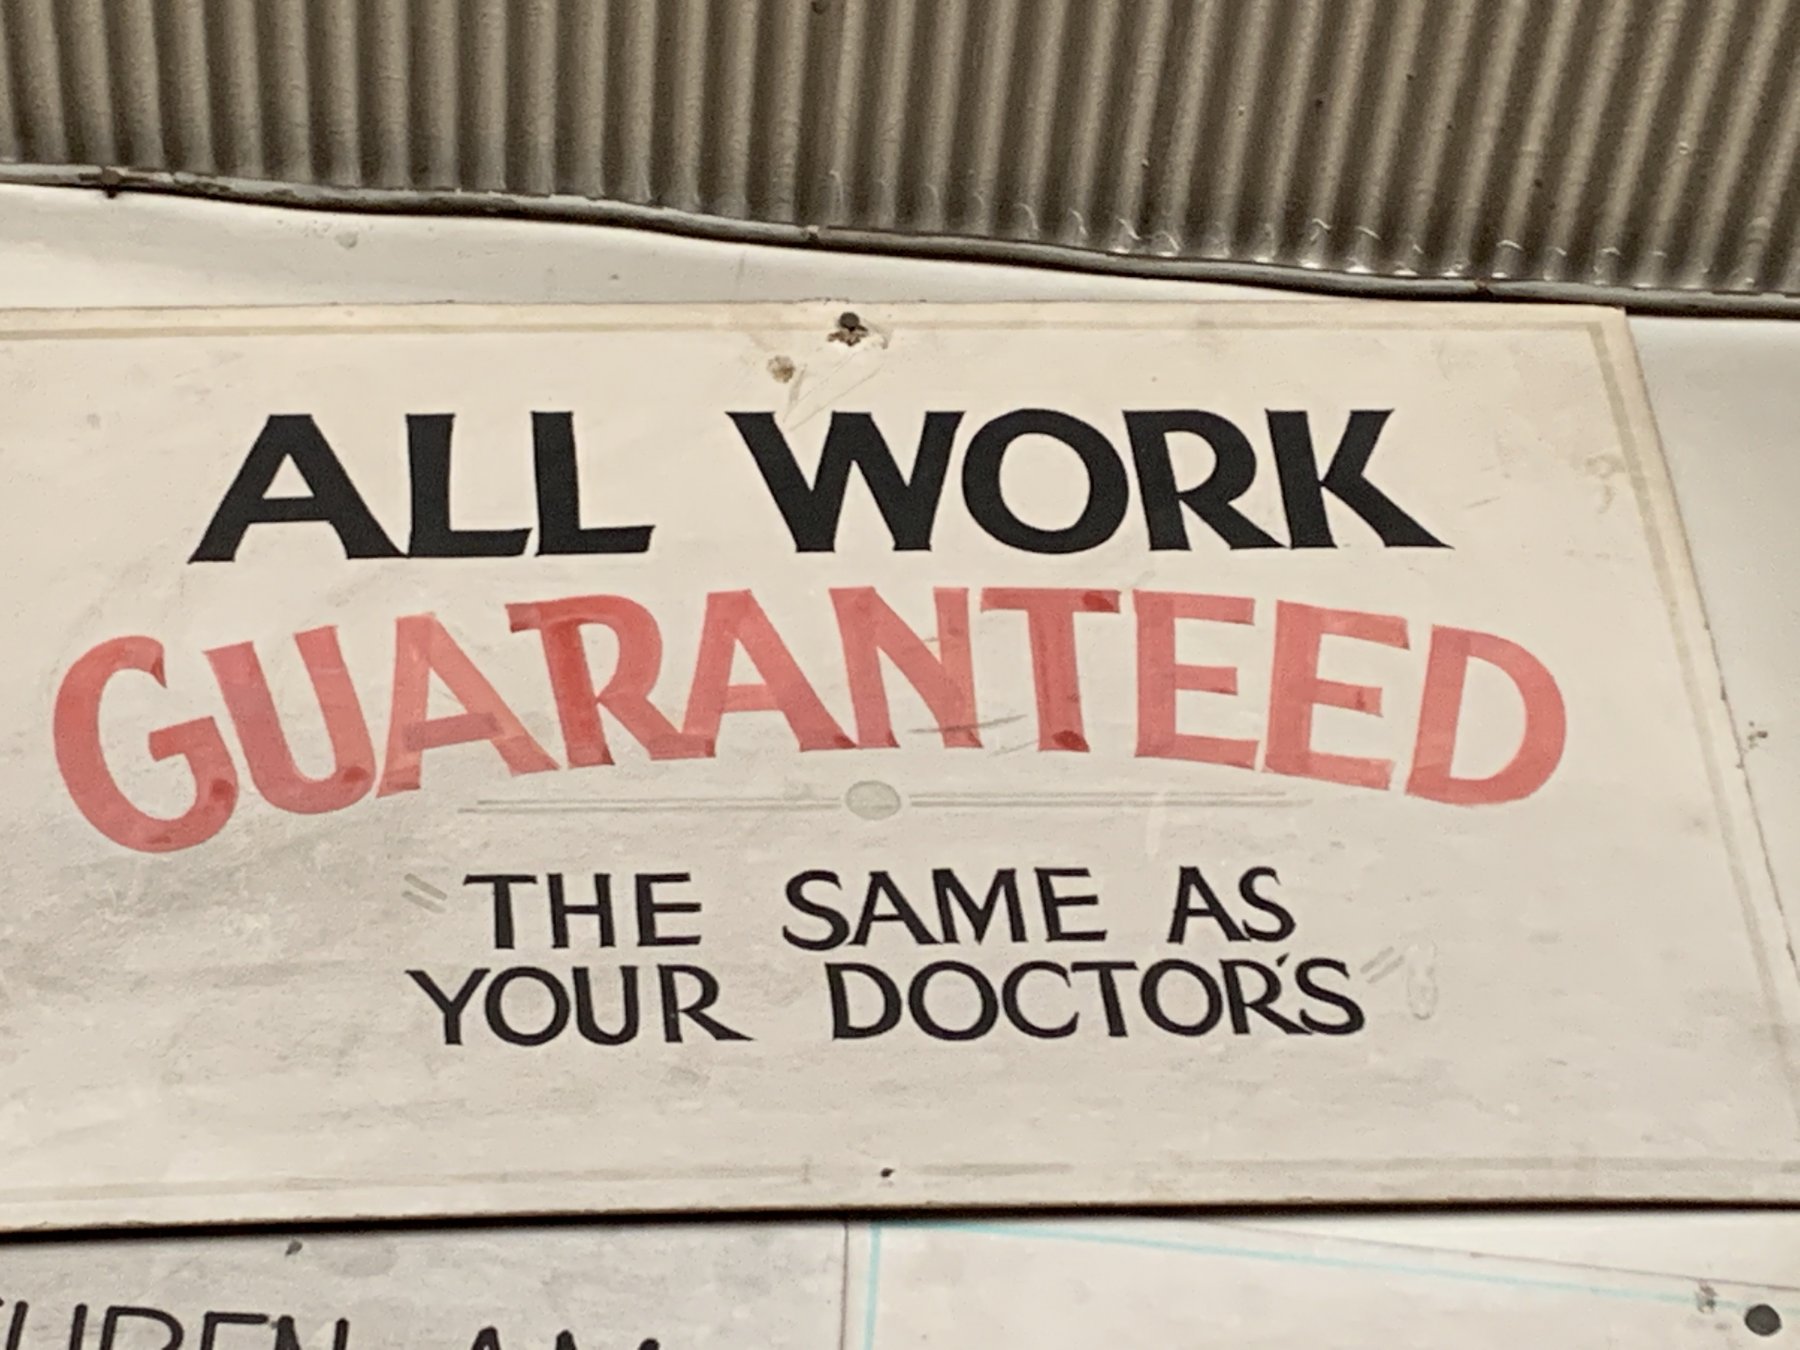 ALL WORK
GUARANTEED
"THE SAME AS
YOUR DOCTOR'S"